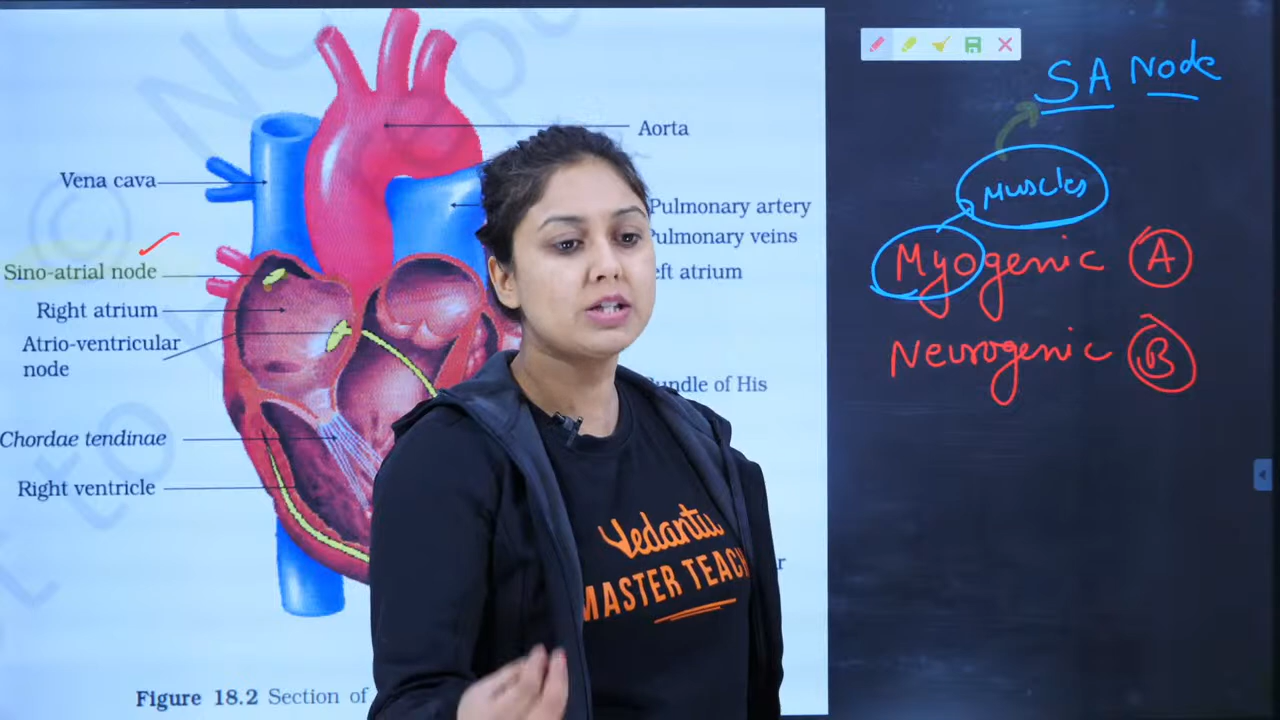 Aorta
Vena cava
Pulmonary artery
Pulmonary veins
Sino-atrial node
eft atrium
Right atrium
Atrio-ventricular
node
undle of His
Chordae tendinae
Right ventricle
r
Figure 18.2 Section of
SA Node
Muscles
Myogenic A
Neurogenic B
Vedantu
MASTER TEACH